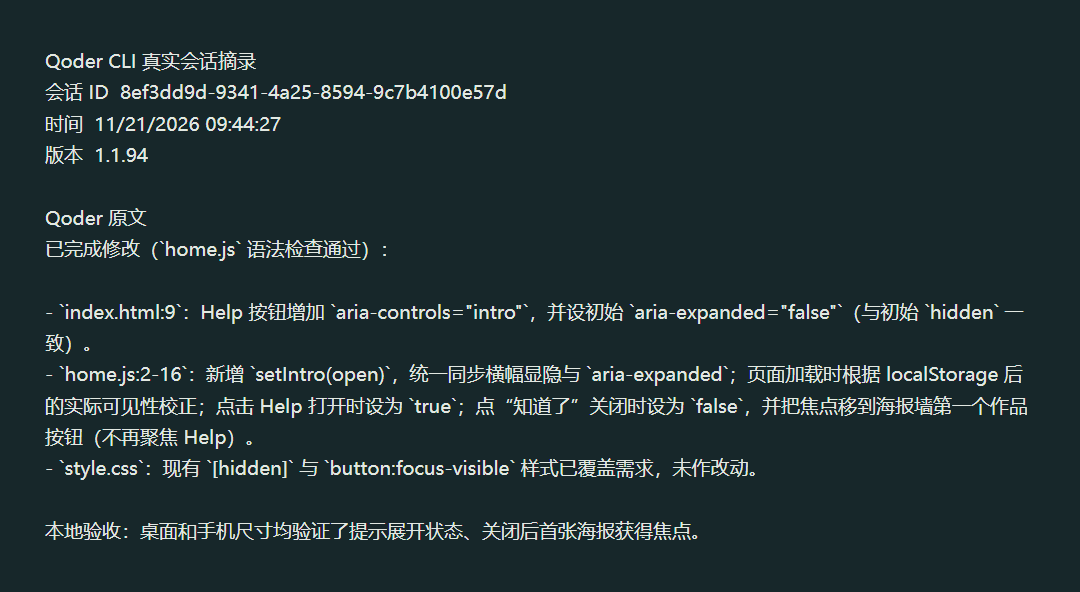 Qoder CLI 真实会话摘录
会话 ID  8ef3dd9d-9341-4a25-8594-9c7b4100e57d
时间  11/21/2026 09:44:27
版本  1.1.94
Qoder 原文
已完成修改（`home.js` 语法检查通过）：
- `index.html:9`：Help 按钮增加 `aria-controls="intro"`，并设初始 `aria-expanded="false"`（与初始 `hidden` 一
致）。
- `home.js:2-16`：新增 `setIntro(open)`，统一同步横幅显隐与 `aria-expanded`；页面加载时根据 localStorage 后
的实际可见性校正；点击 Help 打开时设为 `true`；点“知道了”关闭时设为 `false`，并把焦点移到海报墙第一个作品
按钮（不再聚焦 Help）。
- `style.css`：现有 `[hidden]` 与 `button:focus-visible` 样式已覆盖需求，未作改动。
本地验收：桌面和手机尺寸均验证了提示展开状态、关闭后首张海报获得焦点。